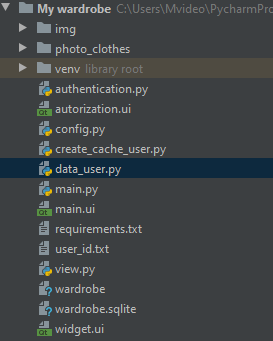 My wardrobe C:\Users\Mvideo\PycharmPro
img
photo_clothes
venv library root
authentication.py
autorization.ui
config.py
create_cache_user.py
data_user.py
main.py
main.ui
requirements.txt
user_id.txt
view.py
wardrobe
wardrobe.sqlite
widget.ui